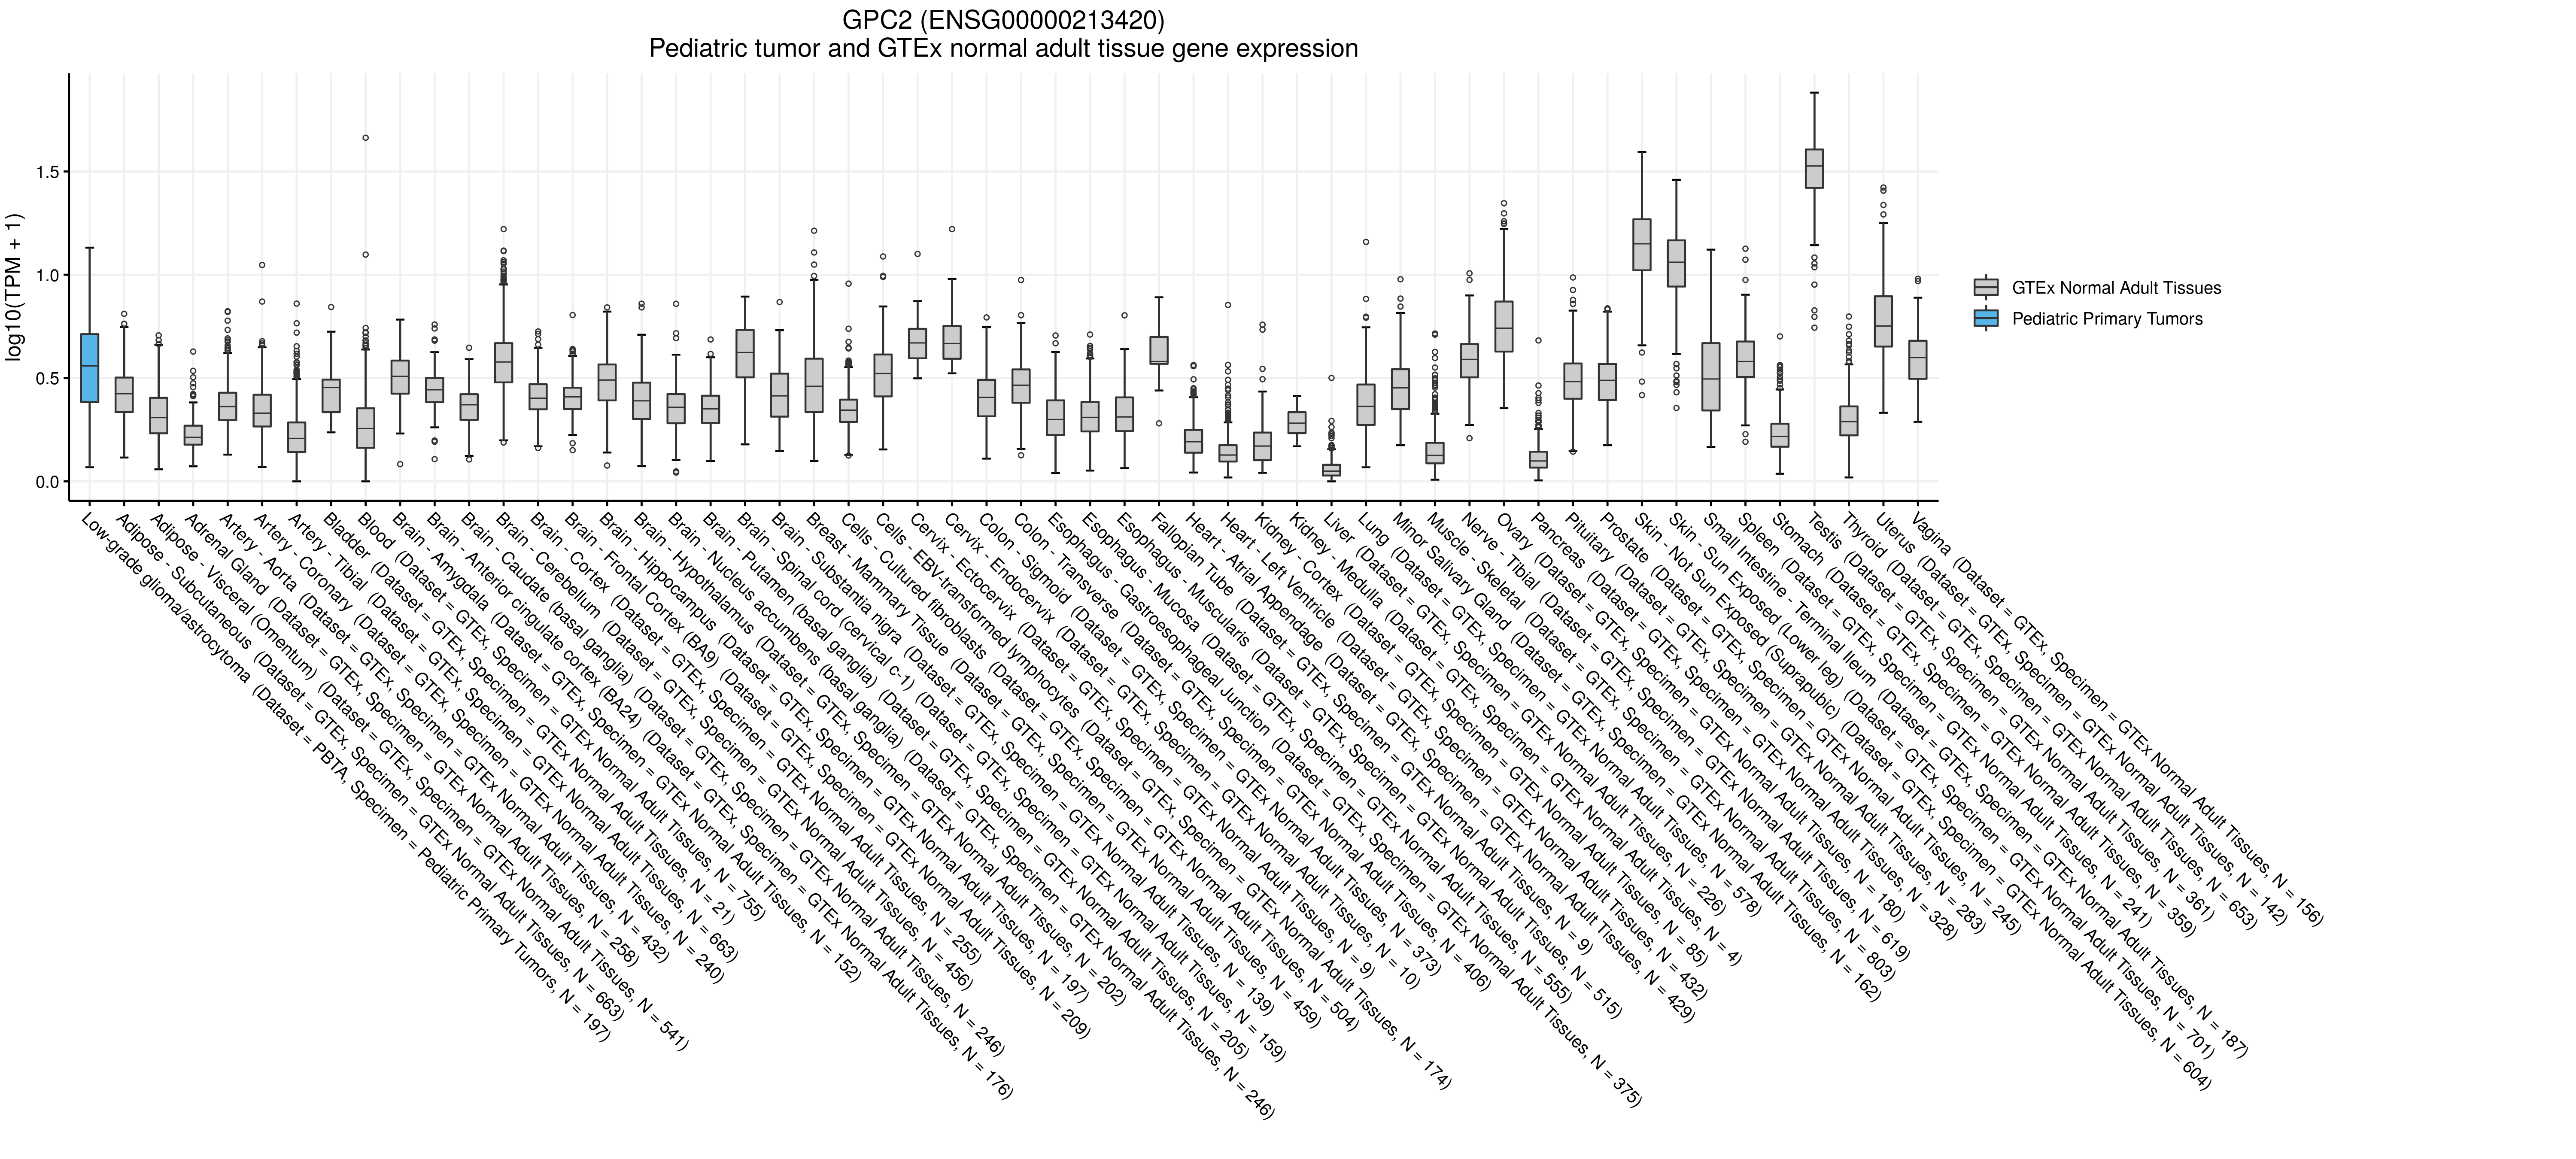 GPC2 (ENSG00000213420)
Pediatric tumor and GTEx normal adult tissue gene expression
log10(TPM + 1)
1.5
1.0
0.5
0.0
GTEx Normal Adult Tissues
Pediatric Primary Tumors
Low-grade glioma/astrocytoma (Dataset = PBTA, Specimen = Pediatric Primary Tumors, N = 197)
Adipose - Subcutaneous (Dataset = GTEx, Specimen = GTEx Normal Adult Tissues, N = 663)
Adipose - Visceral (Omentum) (Dataset = GTEx, Specimen = GTEx Normal Adult Tissues, N = 541)
Adrenal Gland (Dataset = GTEx, Specimen = GTEx Normal Adult Tissues, N = 258)
Artery - Aorta (Dataset = GTEx, Specimen = GTEx Normal Adult Tissues, N = 432)
Artery - Coronary (Dataset = GTEx, Specimen = GTEx Normal Adult Tissues, N = 240)
Artery - Tibial (Dataset = GTEx, Specimen = GTEx Normal Adult Tissues, N = 663)
Bladder (Dataset = GTEx, Specimen = GTEx Normal Adult Tissues, N = 21)
Blood (Dataset = GTEx, Specimen = GTEx Normal Adult Tissues, N = 755)
Brain - Amygdala (Dataset = GTEx, Specimen = GTEx Normal Adult Tissues, N = 152)
Brain - Anterior cingulate cortex (BA24) (Dataset = GTEx, Specimen = GTEx Normal Adult Tissues, N = 176)
Brain - Caudate (basal ganglia) (Dataset = GTEx, Specimen = GTEx Normal Adult Tissues, N = 246)
Brain - Cerebellum (Dataset = GTEx, Specimen = GTEx Normal Adult Tissues, N = 456)
Brain - Cortex (Dataset = GTEx, Specimen = GTEx Normal Adult Tissues, N = 255)
Brain - Frontal Cortex (BA9) (Dataset = GTEx, Specimen = GTEx Normal Adult Tissues, N = 209)
Brain - Hippocampus (Dataset = GTEx, Specimen = GTEx Normal Adult Tissues, N = 197)
Brain - Hypothalamus (Dataset = GTEx, Specimen = GTEx Normal Adult Tissues, N = 202)
Brain - Nucleus accumbens (basal ganglia) (Dataset = GTEx, Specimen = GTEx Normal Adult Tissues, N = 246)
Brain - Putamen (basal ganglia) (Dataset = GTEx, Specimen = GTEx Normal Adult Tissues, N = 205)
Brain - Spinal cord (cervical c-1) (Dataset = GTEx, Specimen = GTEx Normal Adult Tissues, N = 159)
Brain - Substantia nigra (Dataset = GTEx, Specimen = GTEx Normal Adult Tissues, N = 139)
Breast - Mammary Tissue (Dataset = GTEx, Specimen = GTEx Normal Adult Tissues, N = 459)
Cells - Cultured fibroblasts (Dataset = GTEx, Specimen = GTEx Normal Adult Tissues, N = 504)
Cells - EBV-transformed lymphocytes (Dataset = GTEx, Specimen = GTEx Normal Adult Tissues, N = 174)
Cervix - Ectocervix (Dataset = GTEx, Specimen = GTEx Normal Adult Tissues, N = 9)
Cervix - Endocervix (Dataset = GTEx, Specimen = GTEx Normal Adult Tissues, N = 10)
Colon - Sigmoid (Dataset = GTEx, Specimen = GTEx Normal Adult Tissues, N = 373)
Colon - Transverse (Dataset = GTEx, Specimen = GTEx Normal Adult Tissues, N = 406)
Esophagus - Gastroesophageal Junction (Dataset = GTEx, Specimen = GTEx Normal Adult Tissues, N = 375)
Esophagus - Mucosa (Dataset = GTEx, Specimen = GTEx Normal Adult Tissues, N = 555)
Esophagus - Muscularis (Dataset = GTEx, Specimen = GTEx Normal Adult Tissues, N = 515)
Fallopian Tube (Dataset = GTEx, Specimen = GTEx Normal Adult Tissues, N = 9)
Heart - Atrial Appendage (Dataset = GTEx, Specimen = GTEx Normal Adult Tissues, N = 429)
Heart - Left Ventricle (Dataset = GTEx, Specimen = GTEx Normal Adult Tissues, N = 432)
Kidney - Cortex (Dataset = GTEx, Specimen = GTEx Normal Adult Tissues, N = 85)
Kidney - Medulla (Dataset = GTEx, Specimen = GTEx Normal Adult Tissues, N = 4)
Liver (Dataset = GTEx, Specimen = GTEx Normal Adult Tissues, N = 226)
Lung (Dataset = GTEx, Specimen = GTEx Normal Adult Tissues, N = 578)
Minor Salivary Gland (Dataset = GTEx, Specimen = GTEx Normal Adult Tissues, N = 162)
Muscle - Skeletal (Dataset = GTEx, Specimen = GTEx Normal Adult Tissues, N = 803)
Nerve - Tibial (Dataset = GTEx, Specimen = GTEx Normal Adult Tissues, N = 619)
Ovary (Dataset = GTEx, Specimen = GTEx Normal Adult Tissues, N = 180)
Pancreas (Dataset = GTEx, Specimen = GTEx Normal Adult Tissues, N = 328)
Pituitary (Dataset = GTEx, Specimen = GTEx Normal Adult Tissues, N = 283)
Prostate (Dataset = GTEx, Specimen = GTEx Normal Adult Tissues, N = 245)
Skin - Not Sun Exposed (Suprapubic) (Dataset = GTEx, Specimen = GTEx Normal Adult Tissues, N = 604)
Skin - Sun Exposed (Lower leg) (Dataset = GTEx, Specimen = GTEx Normal Adult Tissues, N = 701)
Small Intestine - Terminal Ileum (Dataset = GTEx, Specimen = GTEx Normal Adult Tissues, N = 187)
Spleen (Dataset = GTEx, Specimen = GTEx Normal Adult Tissues, N = 241)
Stomach (Dataset = GTEx, Specimen = GTEx Normal Adult Tissues, N = 359)
Testis (Dataset = GTEx, Specimen = GTEx Normal Adult Tissues, N = 361)
Thyroid (Dataset = GTEx, Specimen = GTEx Normal Adult Tissues, N = 653)
Uterus (Dataset = GTEx, Specimen = GTEx Normal Adult Tissues, N = 142)
Vagina (Dataset = GTEx, Specimen = GTEx Normal Adult Tissues, N = 156)